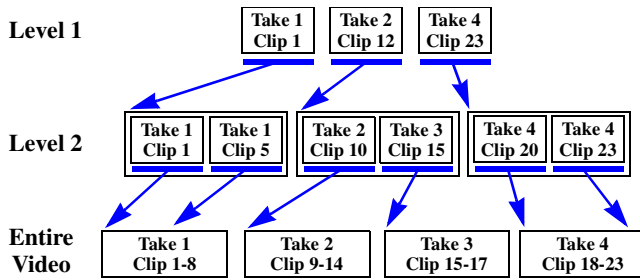 Level 1
Take 1
Clip 1
Take 2
Clip 12
Take 4
Clip 23
Level 2
Take 1
Clip 1
Take 1
Clip 5
Take 2
Clip 10
Take 3
Clip 15
Take 4
Clip 20
Take 4
Clip 23
Entire
Video
Take 1
Clip 1-8
Take 2
Clip 9-14
Take 3
Clip 15-17
Take 4
Clip 18-23